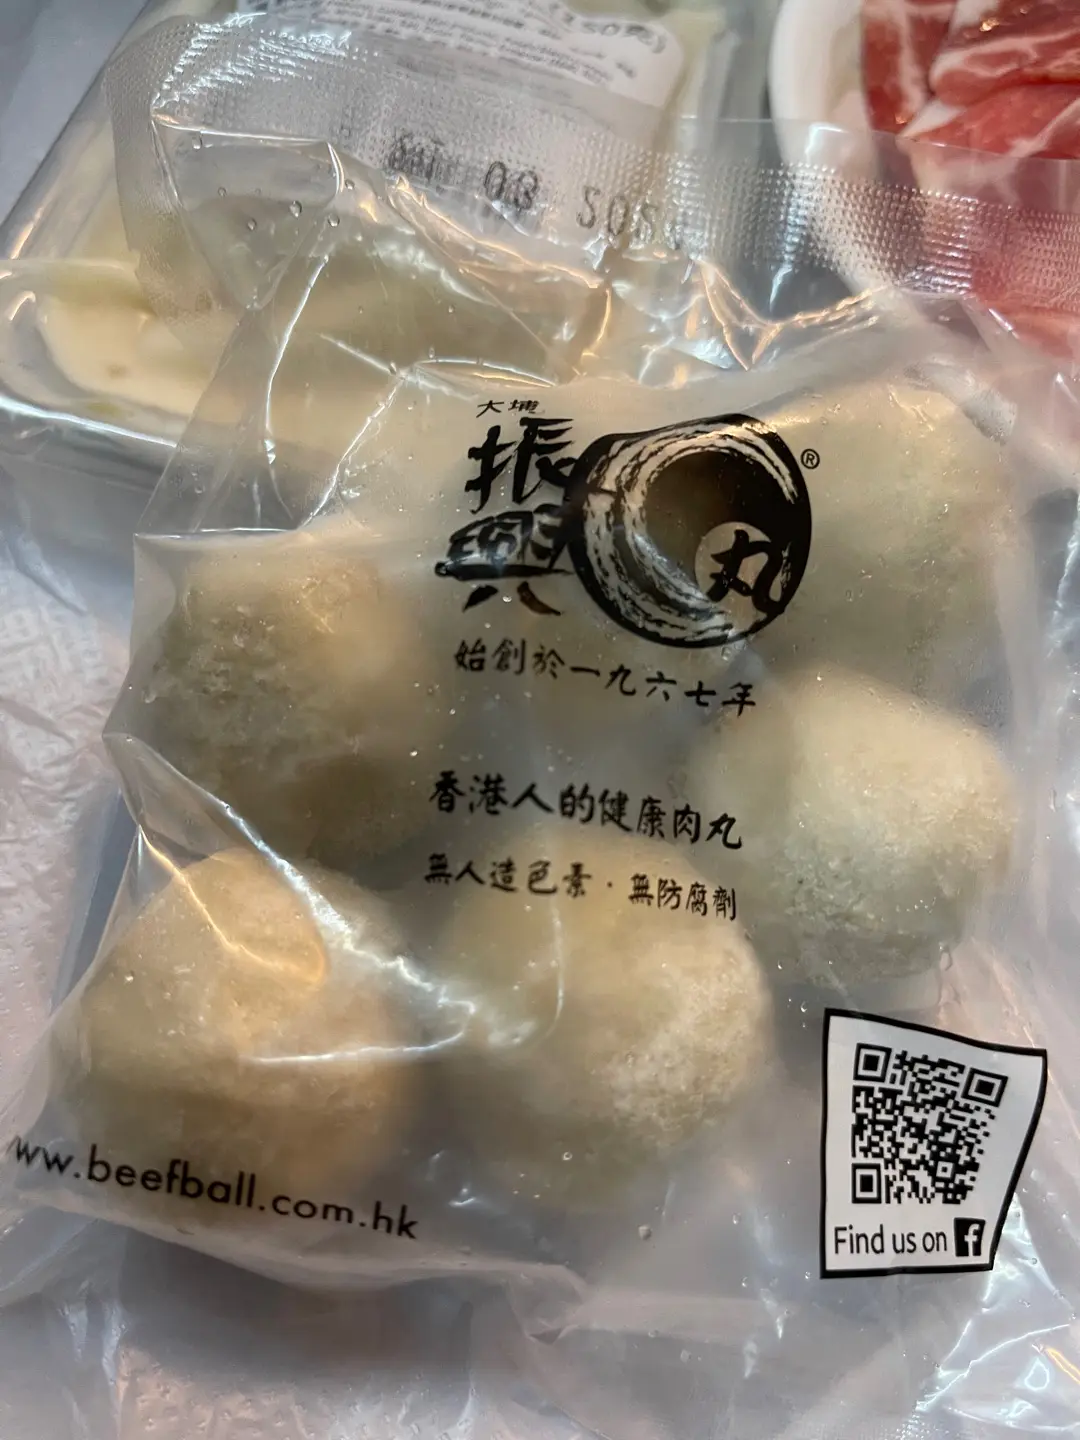 大埔
振興
丸
®
始創於一九六七年
香港人的健康肉丸
無人造色素·無防腐劑
www.beefball.com.hk
Find us on f